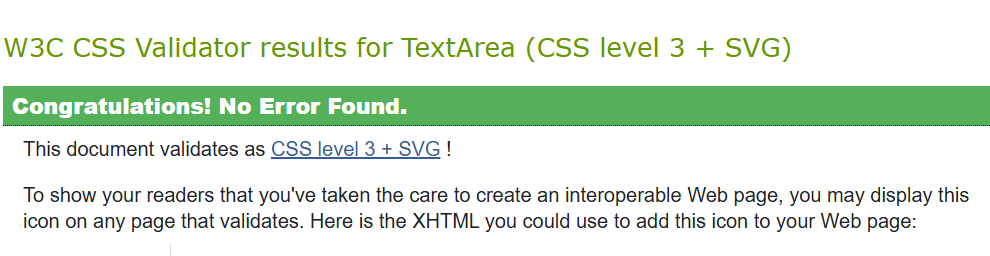 W3C CSS Validator results for TextArea (CSS level 3 + SVG)
Congratulations! No Error Found.
This document validates as CSS level 3 + SVG !
To show your readers that you've taken the care to create an interoperable Web page, you may display this
icon on any page that validates. Here is the XHTML you could use to add this icon to your Web page: